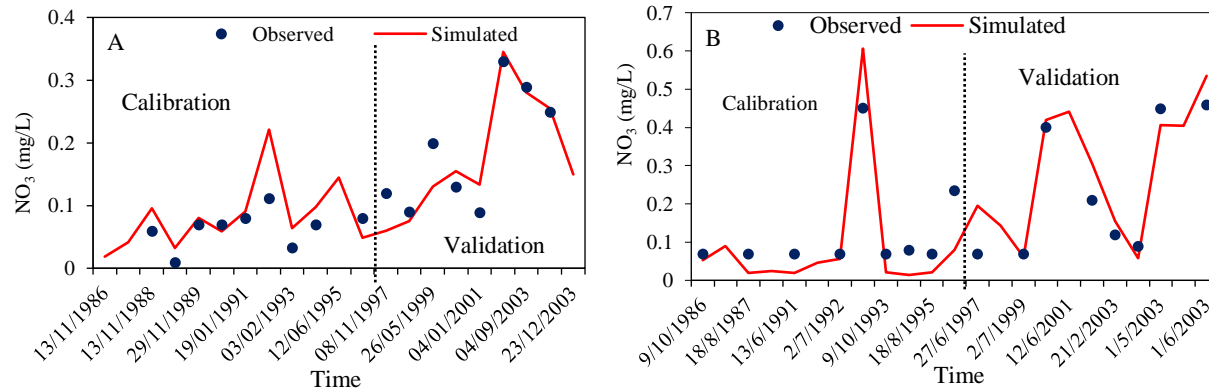 A
Observed
Simulated
Calibration
Validation
NO3 (mg/L)
0.4
0.3
0.2
0.1
0
13/11/1986
13/11/1988
29/11/1989
19/01/1991
03/02/1993
12/06/1995
08/11/1997
26/05/1999
04/01/2001
04/09/2003
23/12/2003
Time
B
Observed
Simulated
Calibration
Validation
NO3 (mg/L)
0.7
0.6
0.5
0.4
0.3
0.2
0.1
0
9/10/1986
18/8/1987
13/6/1991
2/7/1992
9/10/1993
18/8/1995
27/6/1997
2/7/1999
12/6/2001
21/2/2003
1/5/2003
1/6/2003
Time